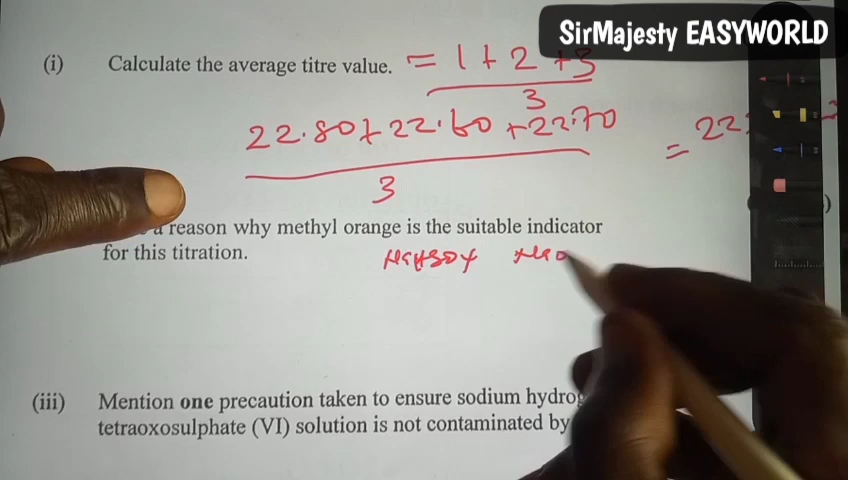 SirMajesty EASYWORLD
(i) Calculate the average titre value. = 1 + 2 + 3
3
22.80 + 22.60 + 22.70 = 22
3
a reason why methyl orange is the suitable indicator )
for this titration. NaHSO4
(iii) Mention one precaution taken to ensure sodium hydrog
tetraoxosulphate (VI) solution is not contaminated by